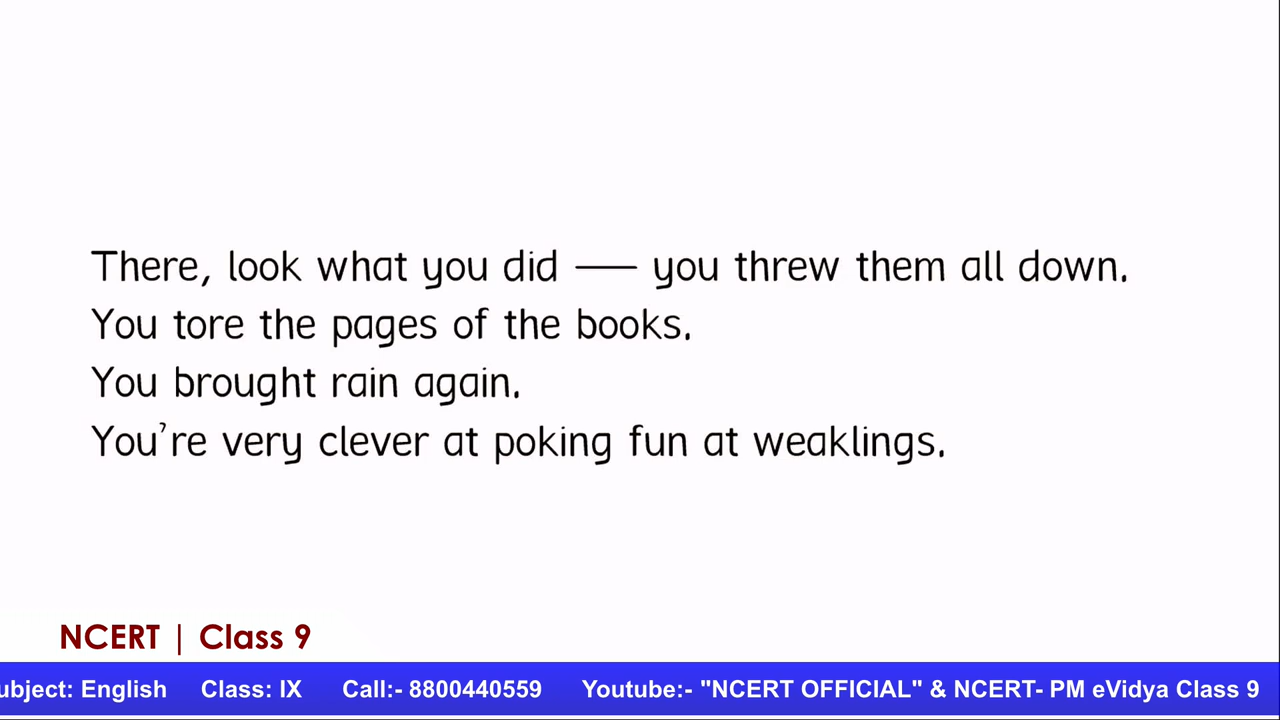 There, look what you did — you threw them all down.
You tore the pages of the books.
You brought rain again.
You're very clever at poking fun at weaklings.
NCERT | Class 9
ubject: English Class: IX Call:- 8800440559 Youtube:- "NCERT OFFICIAL" & NCERT- PM eVidya Class 9